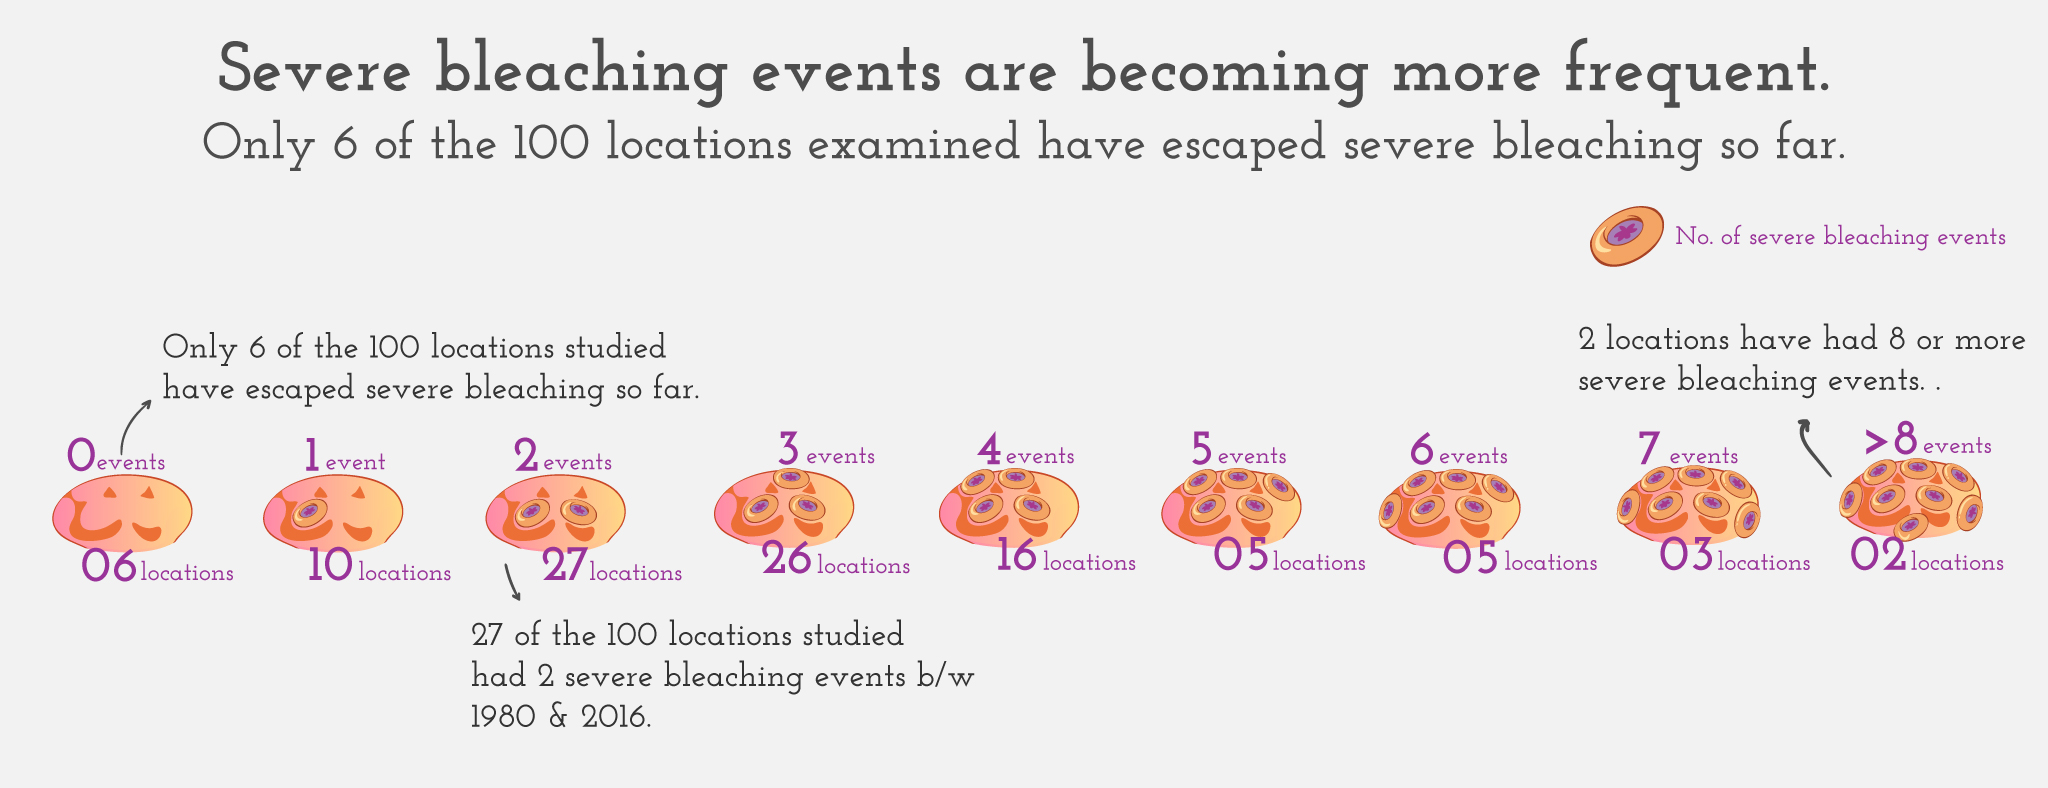 Severe bleaching events are becoming more frequent.
Only 6 of the 100 locations examined have escaped severe bleaching so far.
No. of severe bleaching events
Only 6 of the 100 locations studied
have escaped severe bleaching so far.
2 locations have had 8 or more
severe bleaching events. .
0 events
1 event
2 events
3 events
4 events
5 events
6 events
7 events
>8 events
06 locations
10 locations
27 locations
26 locations
16 locations
05 locations
05 locations
03 locations
02 locations
27 of the 100 locations studied
had 2 severe bleaching events b/w
1980 & 2016.